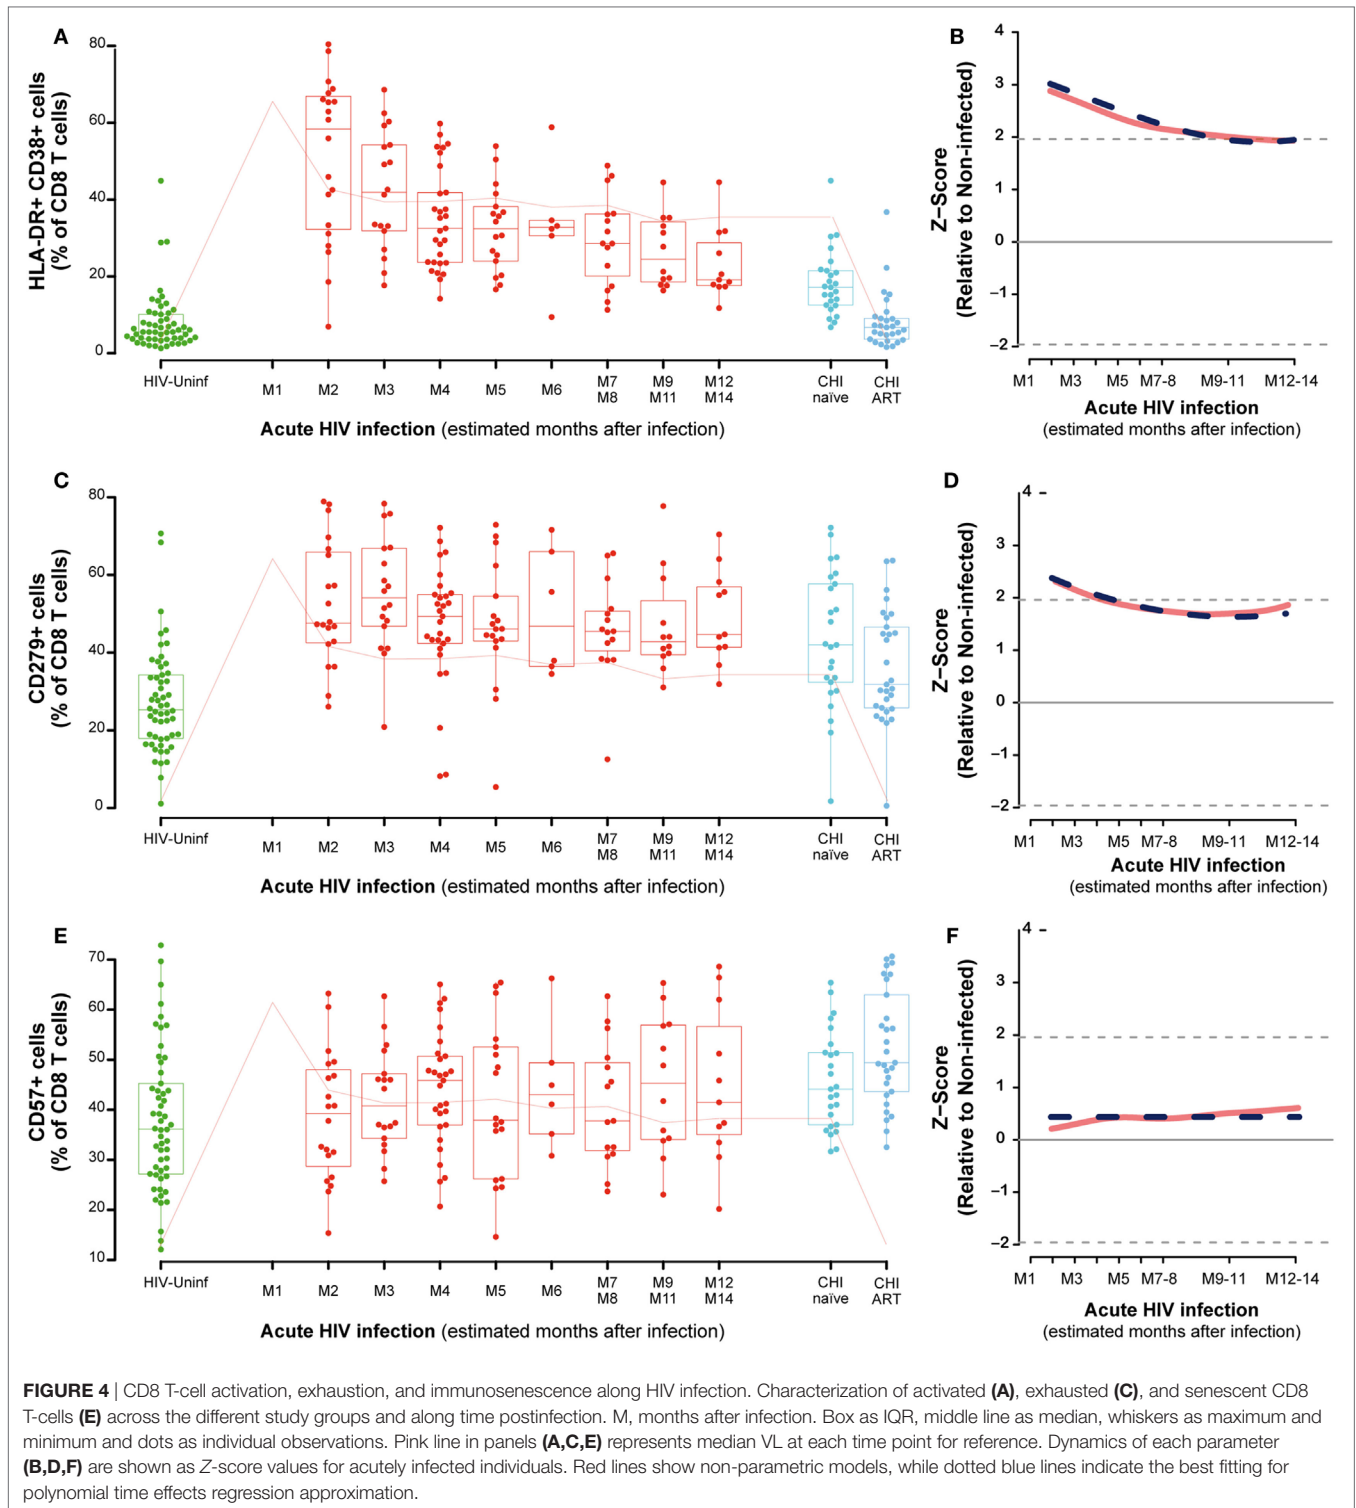 A
HLA-DR+ CD38+ cells
(% of CD8 T cells)
80
60
40
20
0
HIV-Uninf
M1
M2
M3
M4
M5
M6
M7
M8
M9
M11
M12
M14
CHI
naïve
CHI
ART
Acute HIV infection (estimated months after infection)
B
Z−Score
(Relative to Non-infected)
4
3
2
1
0
−1
−2
M1
M3
M5
M7-8
M9-11
M12-14
Acute HIV infection
(estimated months after infection)
C
CD279+ cells
(% of CD8 T cells)
80
60
40
20
0
HIV-Uninf
M1
M2
M3
M4
M5
M6
M7
M8
M9
M11
M12
M14
CHI
naïve
CHI
ART
Acute HIV infection (estimated months after infection)
D
Z−Score
(Relative to Non-infected)
4
3
2
1
0
−1
−2
M1
M3
M5
M7-8
M9-11
M12-14
Acute HIV infection
(estimated months after infection)
E
CD57+ cells
(% of CD8 T cells)
70
60
50
40
30
20
10
HIV-Uninf
M1
M2
M3
M4
M5
M6
M7
M8
M9
M11
M12
M14
CHI
naïve
CHI
ART
Acute HIV infection (estimated months after infection)
F
Z−Score
(Relative to Non-infected)
4
3
2
1
0
−1
−2
M1
M3
M5
M7-8
M9-11
M12-14
Acute HIV infection
(estimated months after infection)
FIGURE 4 | CD8 T-cell activation, exhaustion, and immunosenescence along HIV infection. Characterization of activated (A), exhausted (C), and senescent CD8
T-cells (E) across the different study groups and along time postinfection. M, months after infection. Box as IQR, middle line as median, whiskers as maximum and
minimum and dots as individual observations. Pink line in panels (A,C,E) represents median VL at each time point for reference. Dynamics of each parameter
(B,D,F) are shown as Z-score values for acutely infected individuals. Red lines show non-parametric models, while dotted blue lines indicate the best fitting for
polynomial time effects regression approximation.